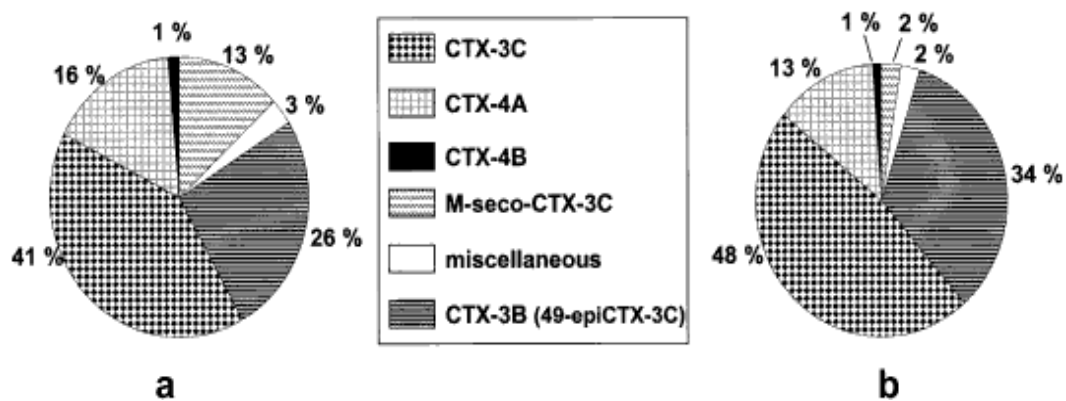 1 %
13 %
16 %
3 %
26 %
41 %
a
CTX-3C
CTX-4A
CTX-4B
M-seco-CTX-3C
miscellaneous
CTX-3B (49-epiCTX-3C)
1 %
2 %
2 %
13 %
34 %
48 %
b